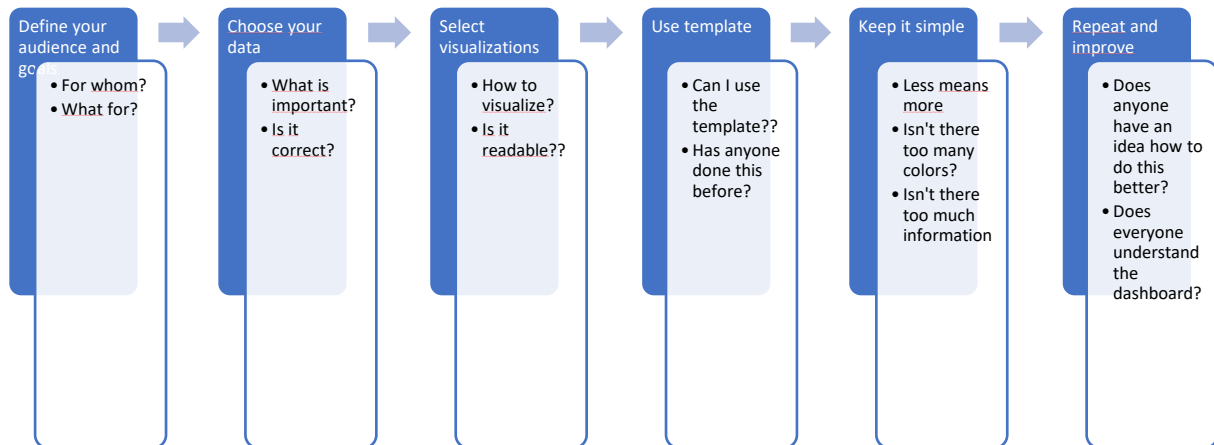 Define your
audience and
goals
• For whom?
• What for?
Choose your
data
• What is
important?
• Is it
correct?
Select
visualizations
• How to
visualize?
• Is it
readable??
Use template
• Can I use
the
template??
• Has anyone
done this
before?
Keep it simple
• Less means
more
• Isn't there
too many
colors?
• Isn't there
too much
information
Repeat and
improve
• Does
anyone
have an
idea how to
do this
better?
• Does
everyone
understand
the
dashboard?